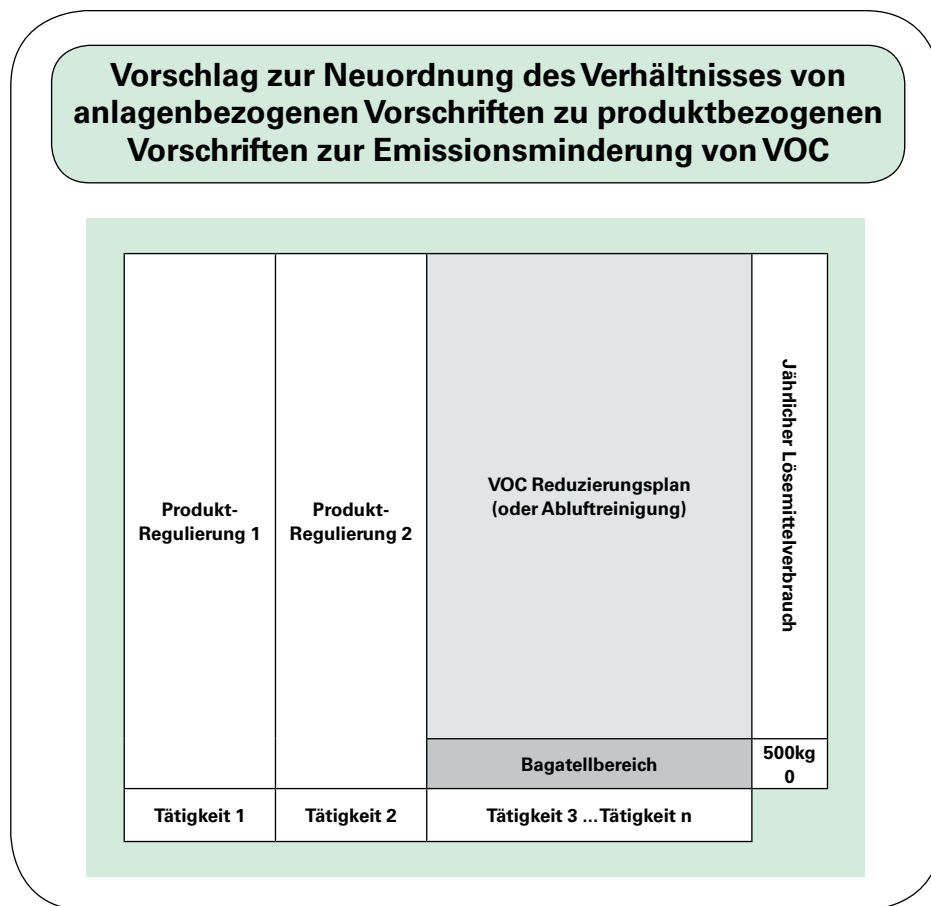 Vorschlag zur Neuordnung des Verhältnisses von
anlagenbezogenen Vorschriften zu produktbezogenen
Vorschriften zur Emissionsminderung von VOC
Produkt-
Regulierung 1
Produkt-
Regulierung 2
VOC Reduzierungsplan
(oder Abluftreinigung)
Jährlicher Lösemittelverbrauch
Bagatellbereich
500kg
0
Tätigkeit 1
Tätigkeit 2
Tätigkeit 3 ... Tätigkeit n